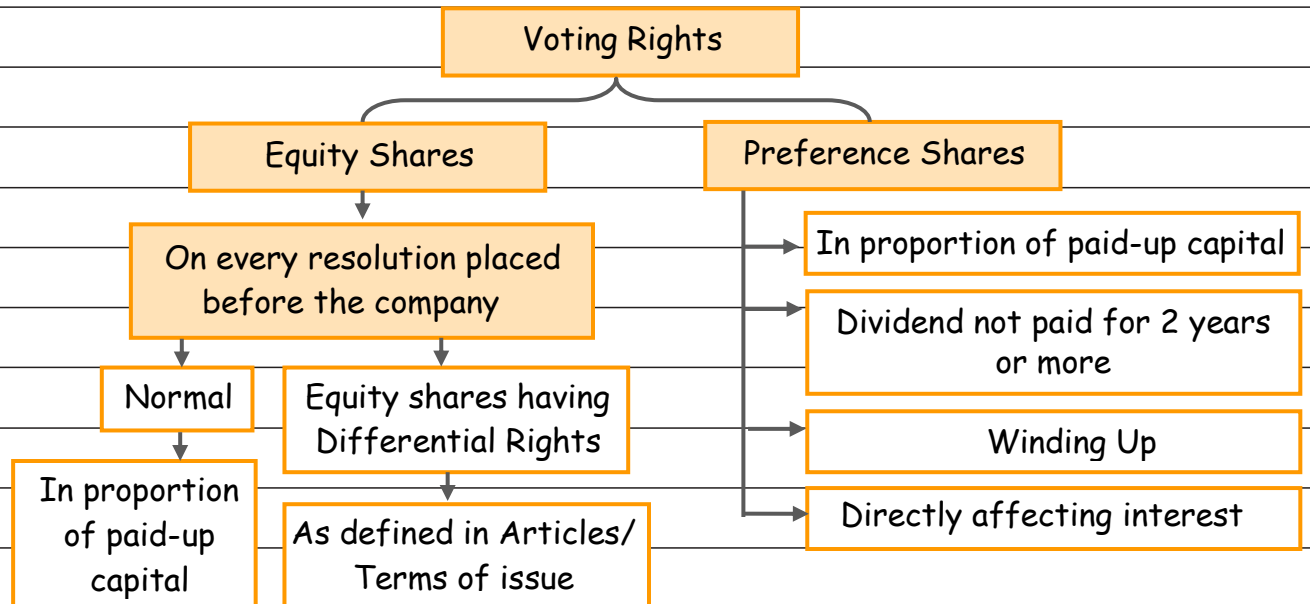 Voting Rights
Equity Shares
Preference Shares
On every resolution placed
before the company
Normal
Equity shares having
Differential Rights
In proportion
of paid-up
capital
As defined in Articles/
Terms of issue
In proportion of paid-up capital
Dividend not paid for 2 years
or more
Winding Up
Directly affecting interest